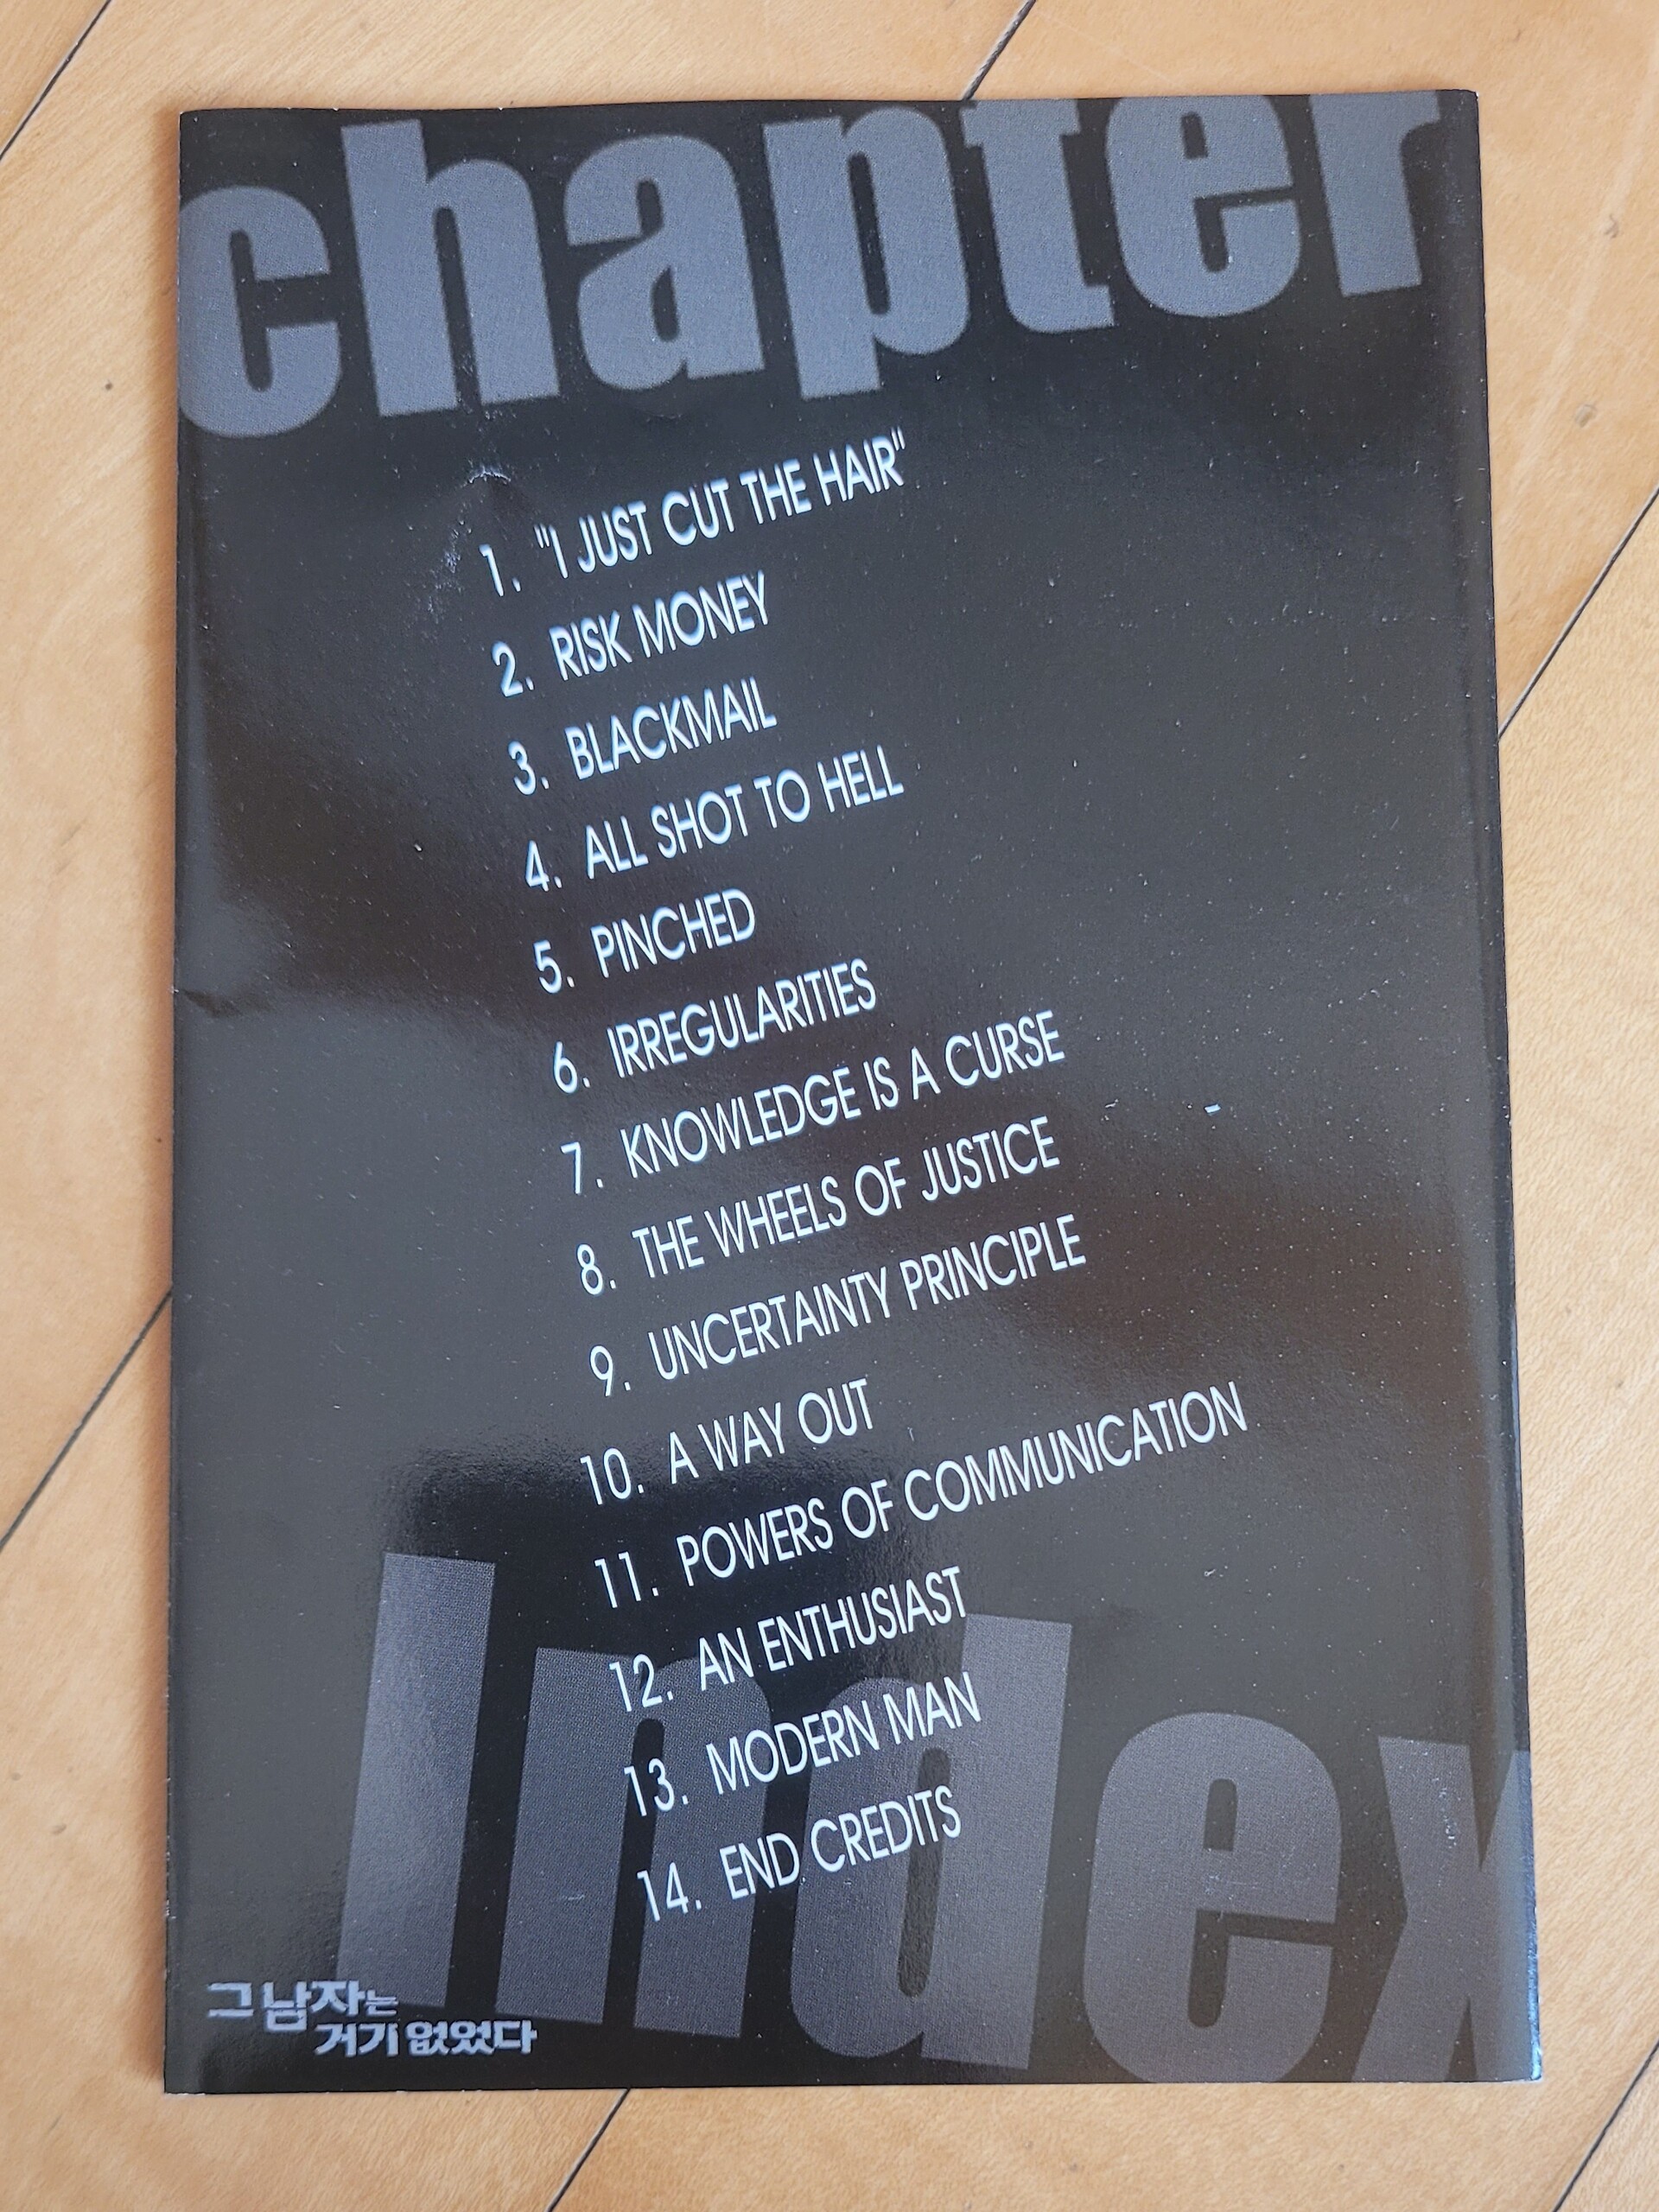 chapter
1. "I JUST CUT THE HAIR"
2. RISK MONEY
3. BLACKMAIL
4. ALL SHOT TO HELL
5. PINCHED
6. IRREGULARITIES
7. KNOWLEDGE IS A CURSE
8. THE WHEELS OF JUSTICE
9. UNCERTAINTY PRINCIPLE
10. A WAY OUT
11. POWERS OF COMMUNICATION
12. AN ENTHUSIAST
13. MODERN MAN
14. END CREDITS
Index
그 남자는
거기 없었다